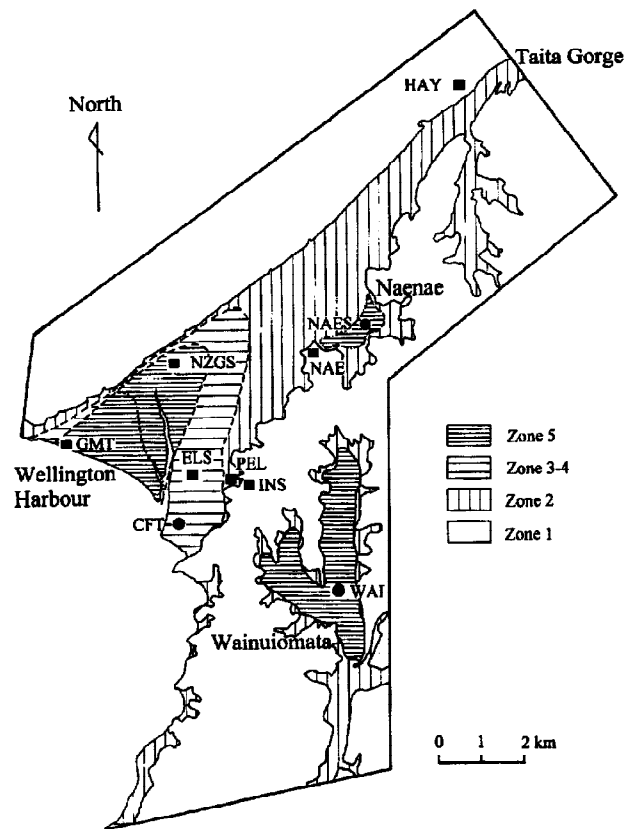 Taita Gorge
HAY
North
Naenae
NAES
NZGS
NAE
GMT
Wellington
Harbour
ELS
PEL
INS
CFT
WAI
Wainuiomata
Zone 5
Zone 3-4
Zone 2
Zone 1
0 1 2 km